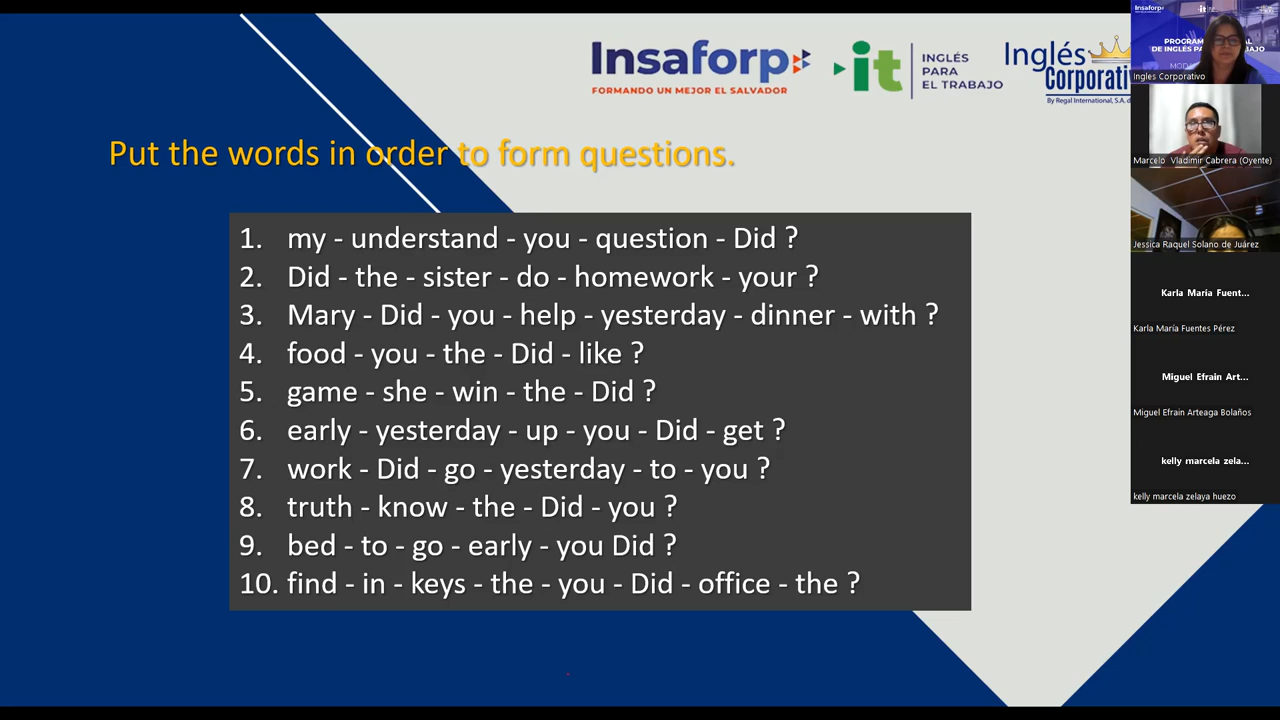 Insaforp
FORMANDO UN MEJOR EL SALVADOR
it
INGLÉS
PARA
EL TRABAJO
Inglés
Corporati
By Regal International, S.A. d
Put the words in order to form questions.
1. my - understand - you - question - Did ?
2. Did - the - sister - do - homework - your ?
3. Mary - Did - you - help - yesterday - dinner - with ?
4. food - you - the - Did - like ?
5. game - she - win - the - Did ?
6. early - yesterday - up - you - Did - get ?
7. work - Did - go - yesterday - to - you ?
8. truth - know - the - Did - you ?
9. bed - to - go - early - you Did ?
10. find - in - keys - the - you - Did - office - the ?
Insaforp
it
Ingles Corporativo
Marcelo Vladimir Cabrera (Oyente)
Jessica Raquel Solano de Juárez
Karla María Fuent...
Karla María Fuentes Pérez
Miguel Efrain Art...
Miguel Efrain Arteaga Bolaños
kelly marcela zela...
kelly marcela zelaya huezo